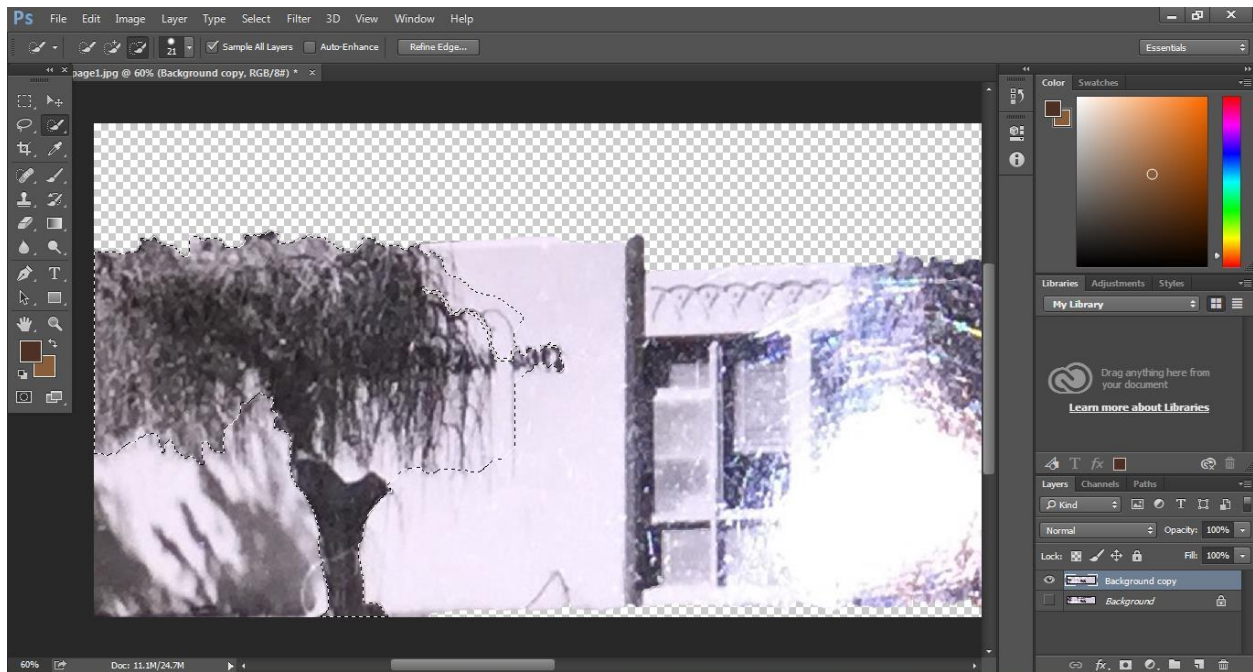 Ps File Edit Image Layer Type Select Filter 3D View Window Help
21 Sample All Layers Auto-Enhance Refine Edge... Essentials
page1.jpg @ 60% (Background copy, RGB/8#) * ×
Color Swatches
Libraries Adjustments Styles
My Library
Drag anything here from
your document
Learn more about Libraries
T fx
Layers Channels Paths
Kind T
Normal Opacity: 100%
Lock: Fill: 100%
Background copy
Background
60% Doc: 11.1M/24.7M
fx